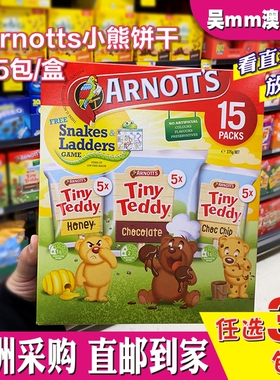 吴mm澳
Arnotts小熊饼干
5包/盒
看直
放
ARNOTT'S
FREE
Snakes &
Ladders
GAME
NO ARTIFICIAL
COLOURS
FLAVOURS
PRESERVATIVES
15
PACKS
375g NET
5x
5x
5x
ARNOTT'S
ARNOTT'S
ARNOTT'S
Tiny
Teddy
Honey
Tiny
Teddy
Chocolate
Tiny
Teddy
Choc Chip
任选3
洲采购 直邮到家